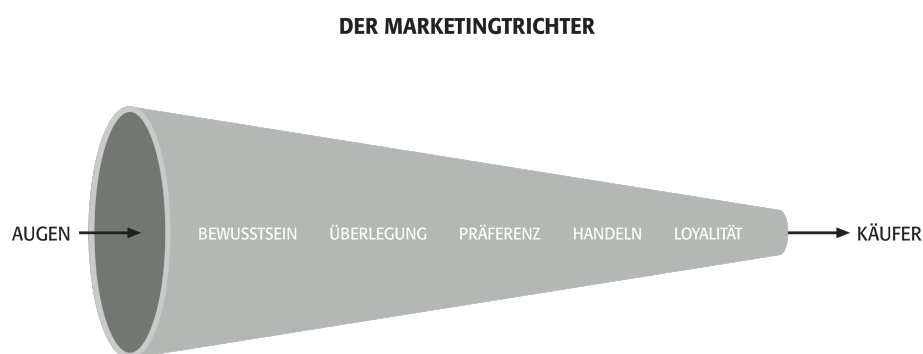 DER MARKETINGTRICHTER
AUGEN BEWUSSTSEIN ÜBERLEGUNG PRÄFERENZ HANDELN LOYALITÄT KÄUFER